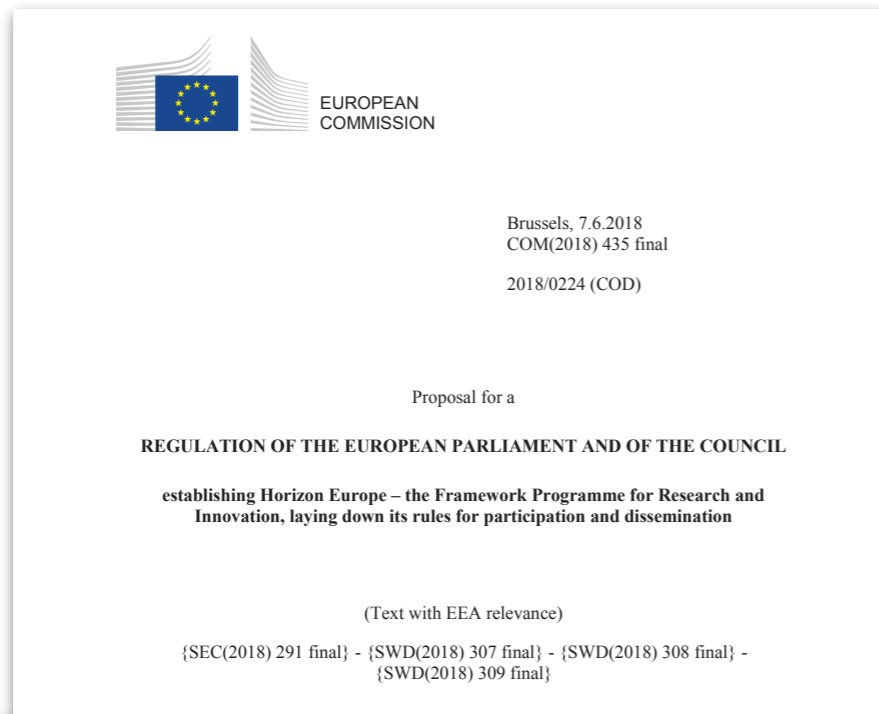 EUROPEAN
COMMISSION
Brussels, 7.6.2018
COM(2018) 435 final
2018/0224 (COD)
Proposal for a
REGULATION OF THE EUROPEAN PARLIAMENT AND OF THE COUNCIL
establishing Horizon Europe – the Framework Programme for Research and
Innovation, laying down its rules for participation and dissemination
(Text with EEA relevance)
{SEC(2018) 291 final} - {SWD(2018) 307 final} - {SWD(2018) 308 final} -
{SWD(2018) 309 final}